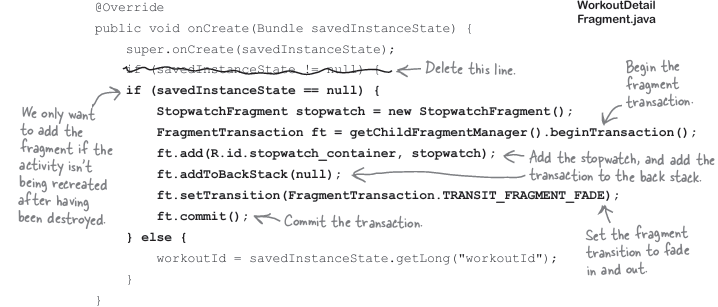 @Override
WorkoutDetail
Fragment.java
public void onCreate(Bundle savedInstanceState) {
super.onCreate(savedInstanceState);
if (savedInstanceState != null) {
Delete this line.
if (savedInstanceState == null) {
We only want
to add the
fragment if the
activity isn't
being recreated
after having
been destroyed.
Begin the
fragment
transaction.
StopwatchFragment stopwatch = new StopwatchFragment();
FragmentTransaction ft = getChildFragmentManager().beginTransaction();
ft.add(R.id.stopwatch_container, stopwatch);
ft.addToBackStack(null);
Add the stopwatch, and add the
transaction to the back stack.
ft.setTransition(FragmentTransaction.TRANSIT_FRAGMENT_FADE);
ft.commit();
Commit the transaction.
Set the fragment
transition to fade
in and out.
} else {
workoutId = savedInstanceState.getLong("workoutId");
}
}